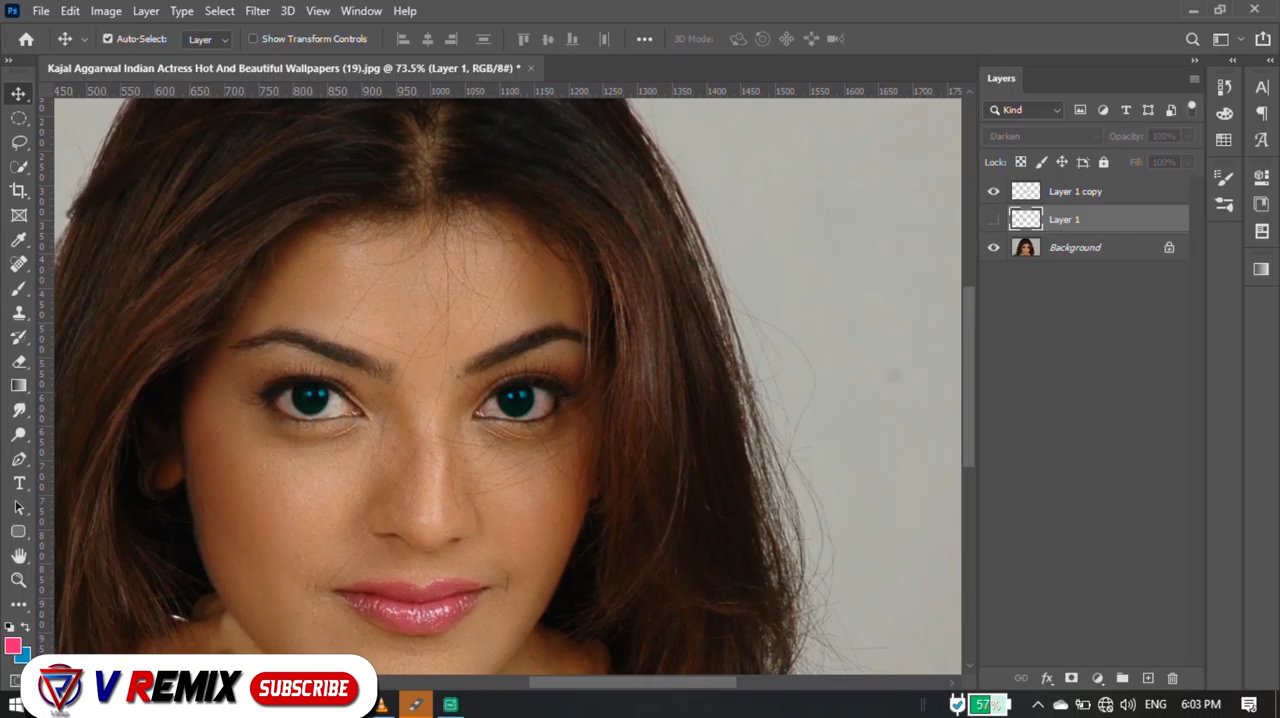 Ps File Edit Image Layer Type Select Filter 3D View Window Help
Auto-Select: Layer Show Transform Controls 3D Mode:
Kajal Aggarwal Indian Actress Hot And Beautiful Wallpapers (19).jpg @ 73.5% (Layer 1, RGB/8#) *
450 500 550 600 650 700 750 800 850 900 950 1000 1050 1100 1150 1200 1250 1300 1350 1400 1450 1500 1550 1600 1650 1700
Layers
Kind
Darken Opacity: 100%
Lock: Fill: 100%
Layer 1 copy
Layer 1
Background
V REMIX SUBSCRIBE
57%
ENG 6:03 PM